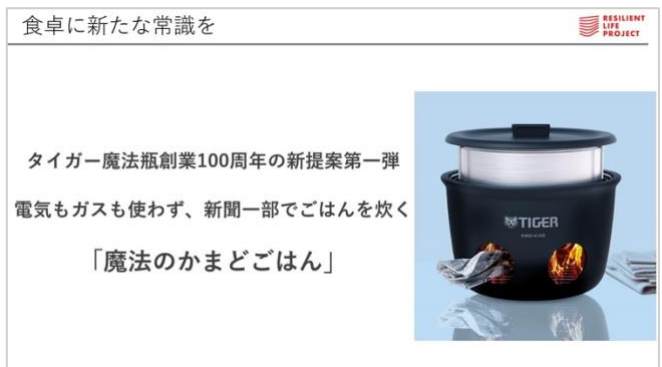 食卓に新たな常識を
RESILIENT
LIFE
PROJECT
タイガー魔法瓶創業100周年の新提案第一弾
電気もガスも使わず、新聞一部でごはんを炊く
「魔法のかまどごはん」
TIGER